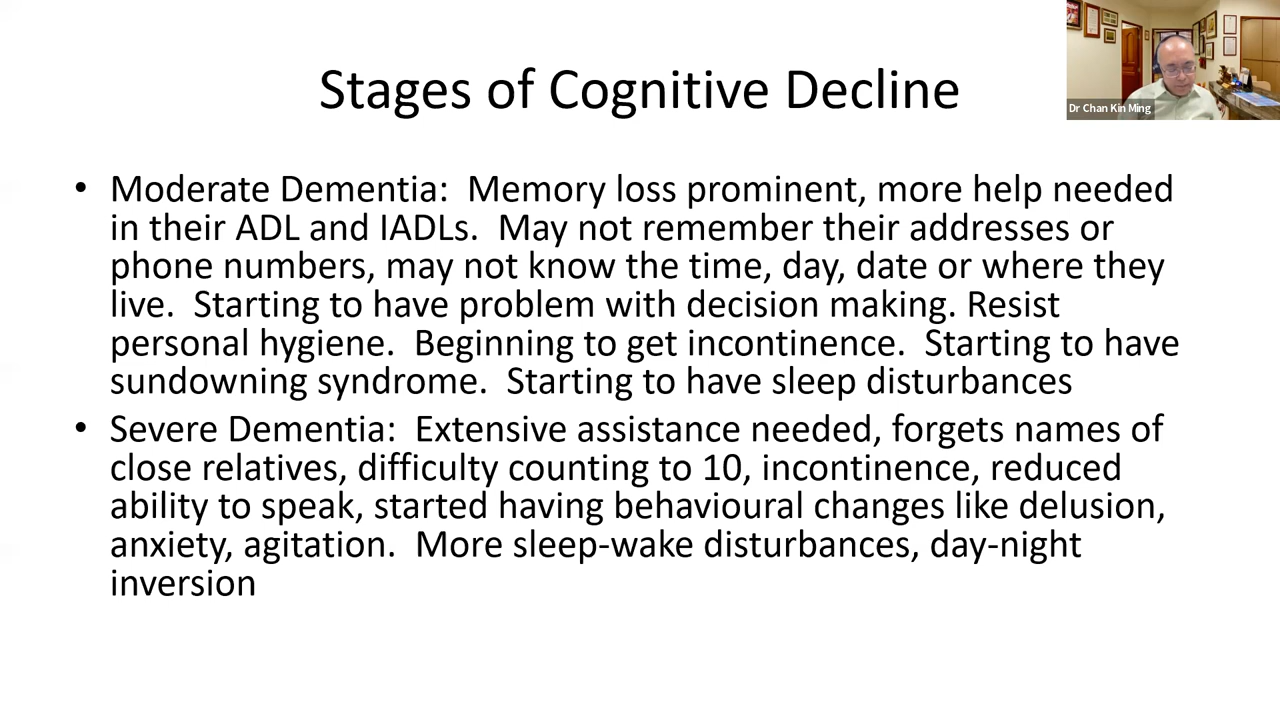 Stages of Cognitive Decline
Dr Chan Kin Ming
• Moderate Dementia:  Memory loss prominent, more help needed
in their ADL and IADLs.  May not remember their addresses or
phone numbers, may not know the time, day, date or where they
live.  Starting to have problem with decision making. Resist
personal hygiene.  Beginning to get incontinence.  Starting to have
sundowning syndrome.  Starting to have sleep disturbances
• Severe Dementia:  Extensive assistance needed, forgets names of
close relatives, difficulty counting to 10, incontinence, reduced
ability to speak, started having behavioural changes like delusion,
anxiety, agitation.  More sleep-wake disturbances, day-night
inversion